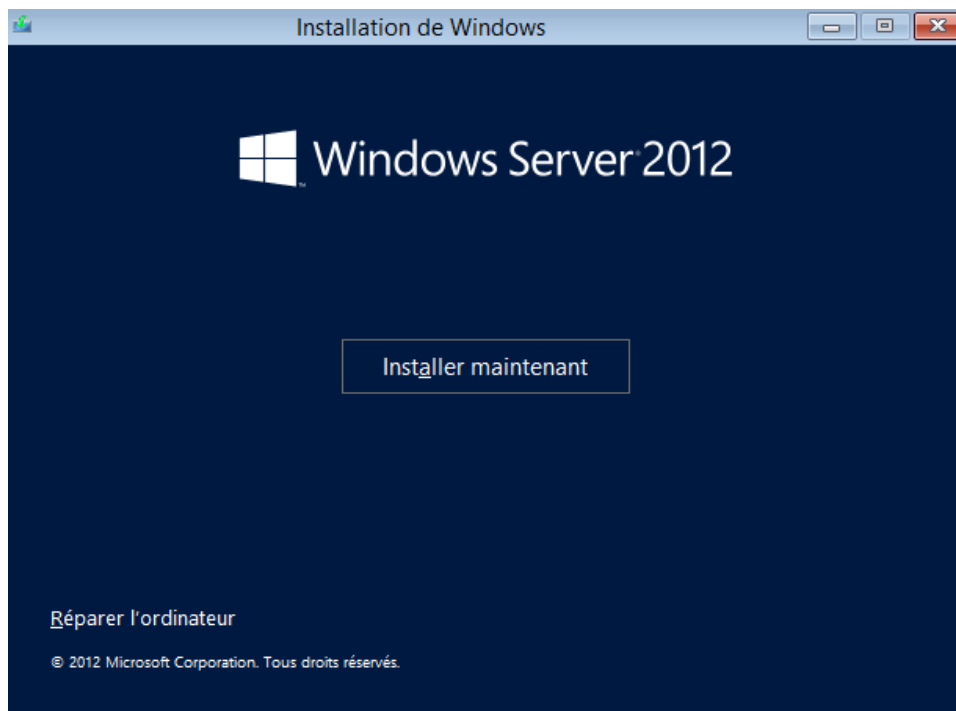 Installation de Windows
Windows Server 2012
Installer maintenant
Réparer l'ordinateur
© 2012 Microsoft Corporation. Tous droits réservés.